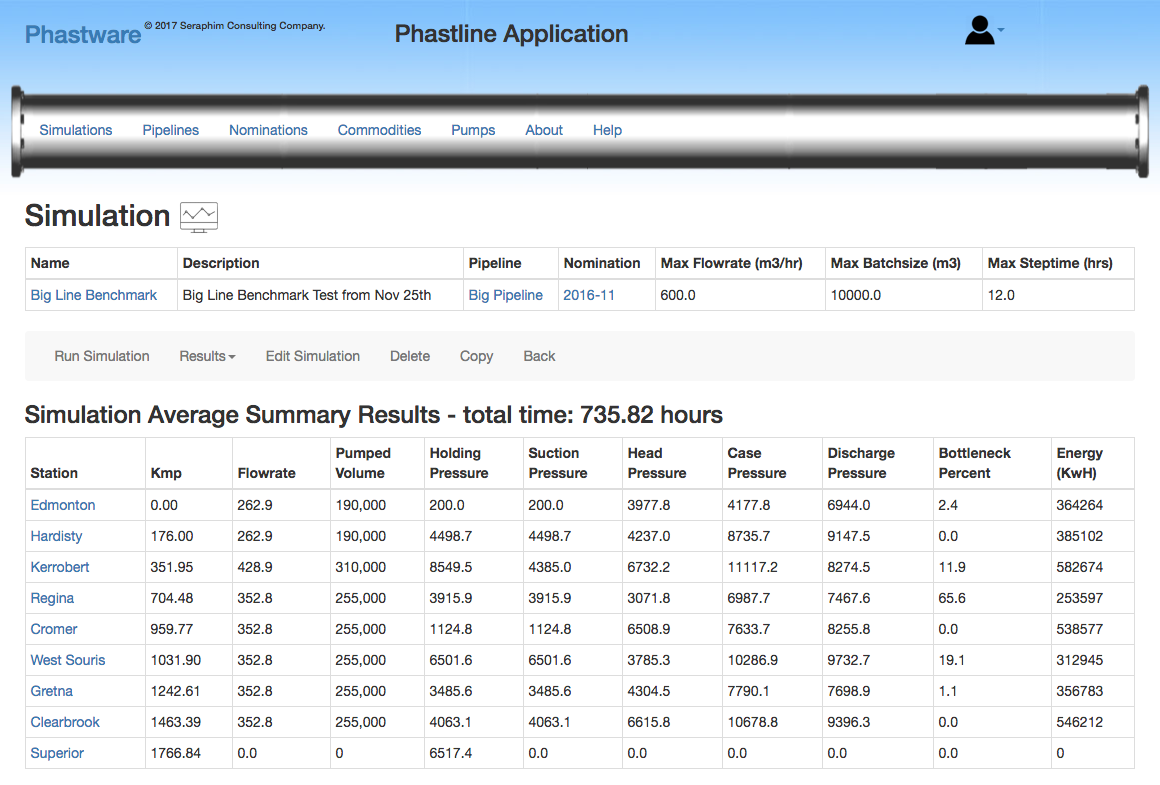 Phastware © 2017 Seraphim Consulting Company.
Phastline Application
Simulations Pipelines Nominations Commodities Pumps About Help
Simulation
Name Description Pipeline Nomination Max Flowrate (m3/hr) Max Batchsize (m3) Max Steptime (hrs)
Big Line Benchmark Big Line Benchmark Test from Nov 25th Big Pipeline 2016-11 600.0 10000.0 12.0
Run Simulation Results Edit Simulation Delete Copy Back
Simulation Average Summary Results - total time: 735.82 hours
Station Kmp Flowrate Pumped Volume Holding Pressure Suction Pressure Head Pressure Case Pressure Discharge Pressure Bottleneck Percent Energy (KwH)
Edmonton 0.00 262.9 190,000 200.0 200.0 3977.8 4177.8 6944.0 2.4 364264
Hardisty 176.00 262.9 190,000 4498.7 4498.7 4237.0 8735.7 9147.5 0.0 385102
Kerrobert 351.95 428.9 310,000 8549.5 4385.0 6732.2 11117.2 8274.5 11.9 582674
Regina 704.48 352.8 255,000 3915.9 3915.9 3071.8 6987.7 7467.6 65.6 253597
Cromer 959.77 352.8 255,000 1124.8 1124.8 6508.9 7633.7 8255.8 0.0 538577
West Souris 1031.90 352.8 255,000 6501.6 6501.6 3785.3 10286.9 9732.7 19.1 312945
Gretna 1242.61 352.8 255,000 3485.6 3485.6 4304.5 7790.1 7698.9 1.1 356783
Clearbrook 1463.39 352.8 255,000 4063.1 4063.1 6615.8 10678.8 9396.3 0.0 546212
Superior 1766.84 0.0 0 6517.4 0.0 0.0 0.0 0.0 0.0 0